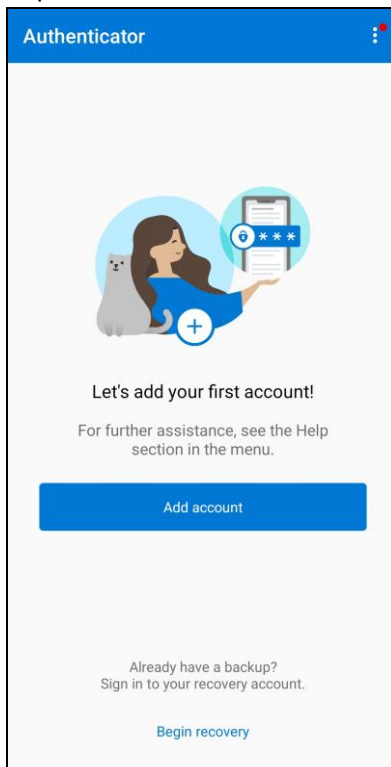 Authenticator
* * *
Let's add your first account!
For further assistance, see the Help
section in the menu.
Add account
Already have a backup?
Sign in to your recovery account.
Begin recovery